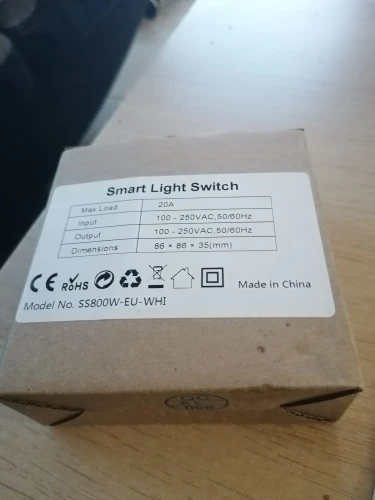 Smart Light Switch
Max Load 20A
Input 100 - 250VAC,50/60Hz
Output 100 - 250VAC,50/60Hz
Dimensions 86 × 86 × 35(mm)
CE RoHS Made in China
Model No. SS800W-EU-WHI
QC